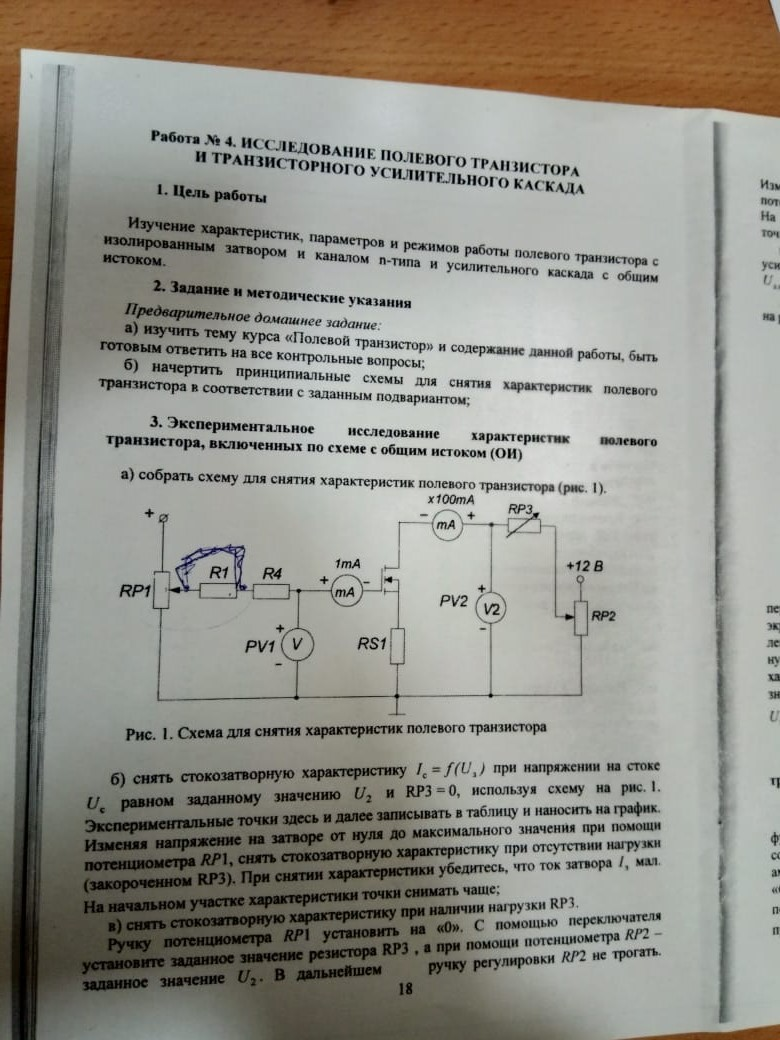 Работа № 4. ИССЛЕДОВАНИЕ ПОЛЕВОГО ТРАНЗИСТОРА
И ТРАНЗИСТОРНОГО УСИЛИТЕЛЬНОГО КАСКАДА
1. Цель работы
Изучение характеристик, параметров и режимов работы полевого транзистора с
изолированным затвором и каналом n-типа и усилительного каскада с общим
истоком.
2. Задание и методические указания
Предварительное домашнее задание:
а) изучить тему курса «Полевой транзистор» и содержание данной работы, быть
готовым ответить на все контрольные вопросы;
б) начертить принципиальные схемы для снятия характеристик полевого
транзистора в соответствии с заданным подвариантом;
3. Экспериментальное исследование характеристик полевого
транзистора, включенных по схеме с общим истоком (ОИ)
а) собрать схему для снятия характеристик полевого транзистора (рис. 1).
x100mA
- mA +
RP3
+
RP1
R1
R4
1mA
+ mA -
PV1
+ V -
RS1
PV2
+ V2 -
+12 В
RP2
Рис. 1. Схема для снятия характеристик полевого транзистора
б) снять стокозатворную характеристику I с = f(U з) при напряжении на стоке
U с равном заданному значению U2 и RP3 = 0, используя схему на рис. 1.
Экспериментальные точки здесь и далее записывать в таблицу и наносить на график.
Изменяя напряжение на затворе от нуля до максимального значения при помощи
потенциометра RP1, снять стокозатворную характеристику при отсутствии нагрузки
(закороченном RP3). При снятии характеристики убедитесь, что ток затвора I з мал.
На начальном участке характеристики точки снимать чаще;
в) снять стокозатворную характеристику при наличии нагрузки RP3.
Ручку потенциометра RP1 установить на «0». С помощью переключателя
установите заданное значение резистора RP3 , а при помощи потенциометра RP2 –
заданное значение U2. В дальнейшем ручку регулировки RP2 не трогать.
18